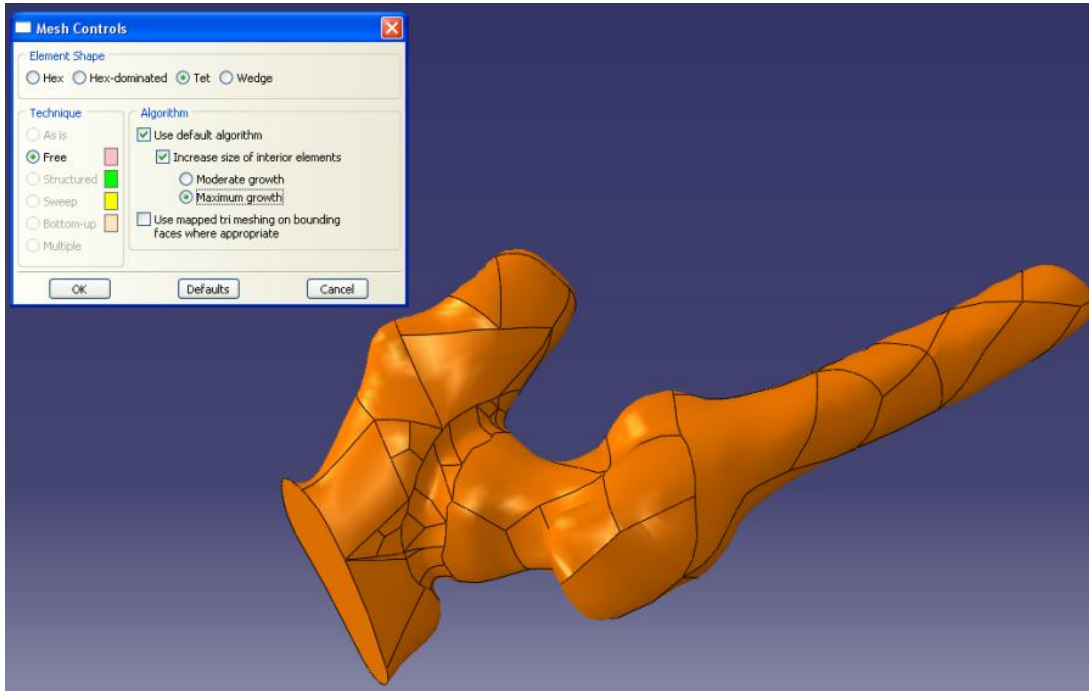 Mesh Controls
Element Shape
Hex Hex-dominated Tet Wedge
Technique
As is
Free
Structured
Sweep
Bottom-up
Multiple
Algorithm
Use default algorithm
Increase size of interior elements
Moderate growth
Maximum growth
Use mapped tri meshing on bounding
faces where appropriate
OK Defaults Cancel